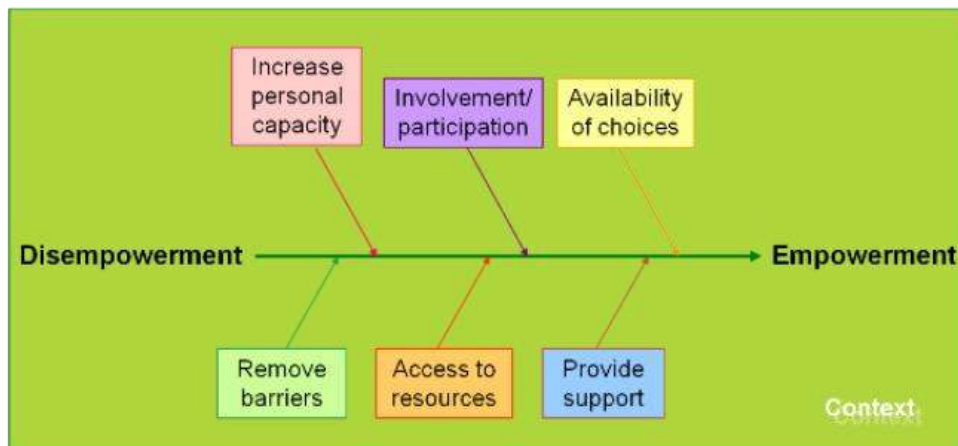 Increase
personal
capacity
Involvement/
participation
Availability
of choices
Disempowerment
Empowerment
Remove
barriers
Access to
resources
Provide
support
Context